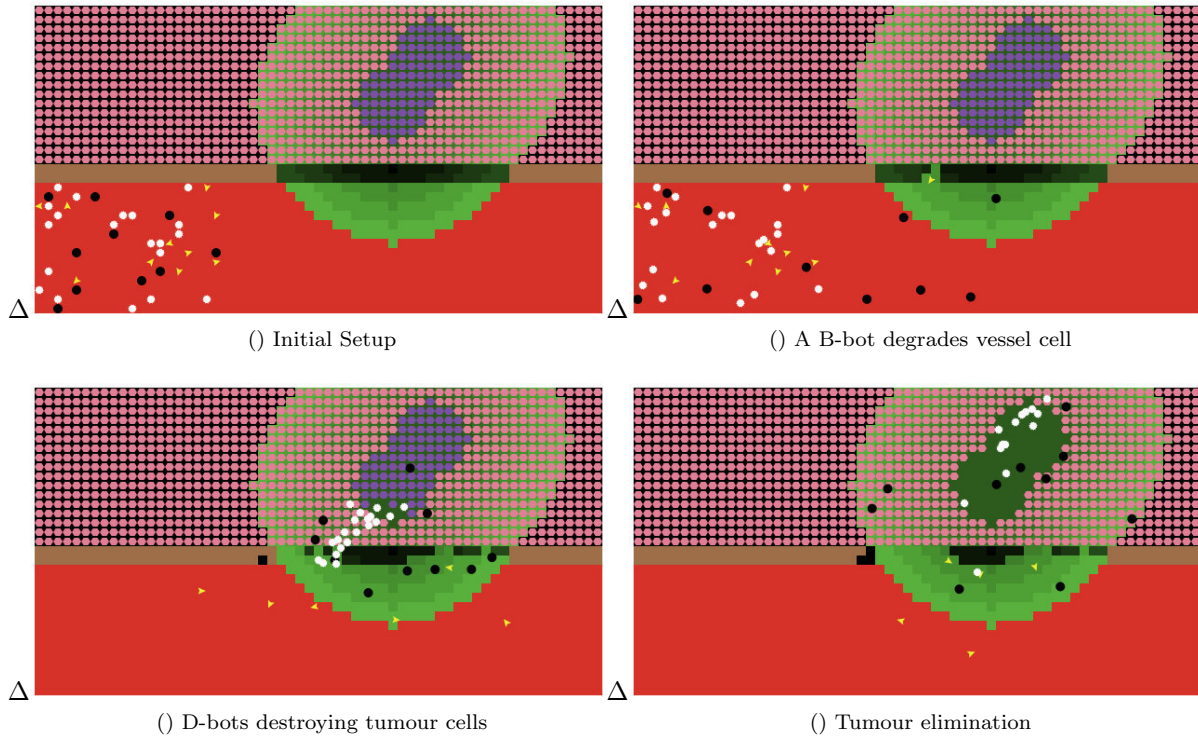 Δ
Δ
() Initial Setup
() A B-bot degrades vessel cell
Δ
Δ
() D-bots destroying tumour cells
() Tumour elimination